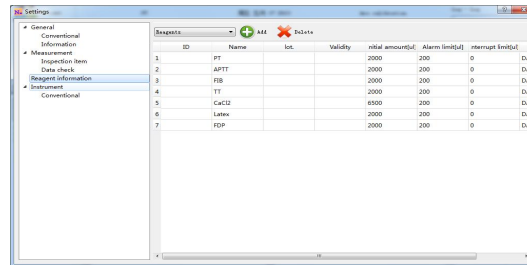 Settings
General
Conventional
Information
Measurement
Inspection item
Data check
Reagent information
Instrument
Conventional
Reagents Add Delete
ID Name lot. Validity nitial amount(ul Alarm limit(ul) nterrupt limit(ul
1 PT 2000 200 0
2 APTT 2000 200 0
3 FIB 2000 200 0
4 TT 2000 200 0
5 CaCl2 6500 200 0
6 Latex 2000 200 0
7 FDP 2000 200 0